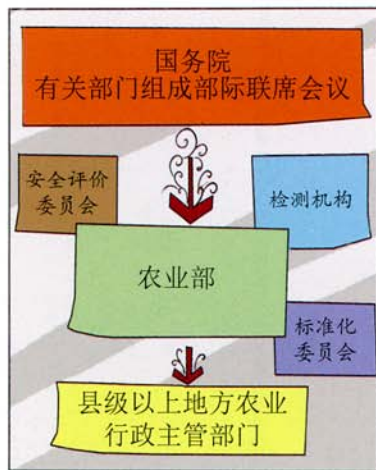 国务院
有关部门组成部际联席会议
安全评价
委员会
检测机构
农业部
标准化
委员会
县级以上地方农业
行政主管部门